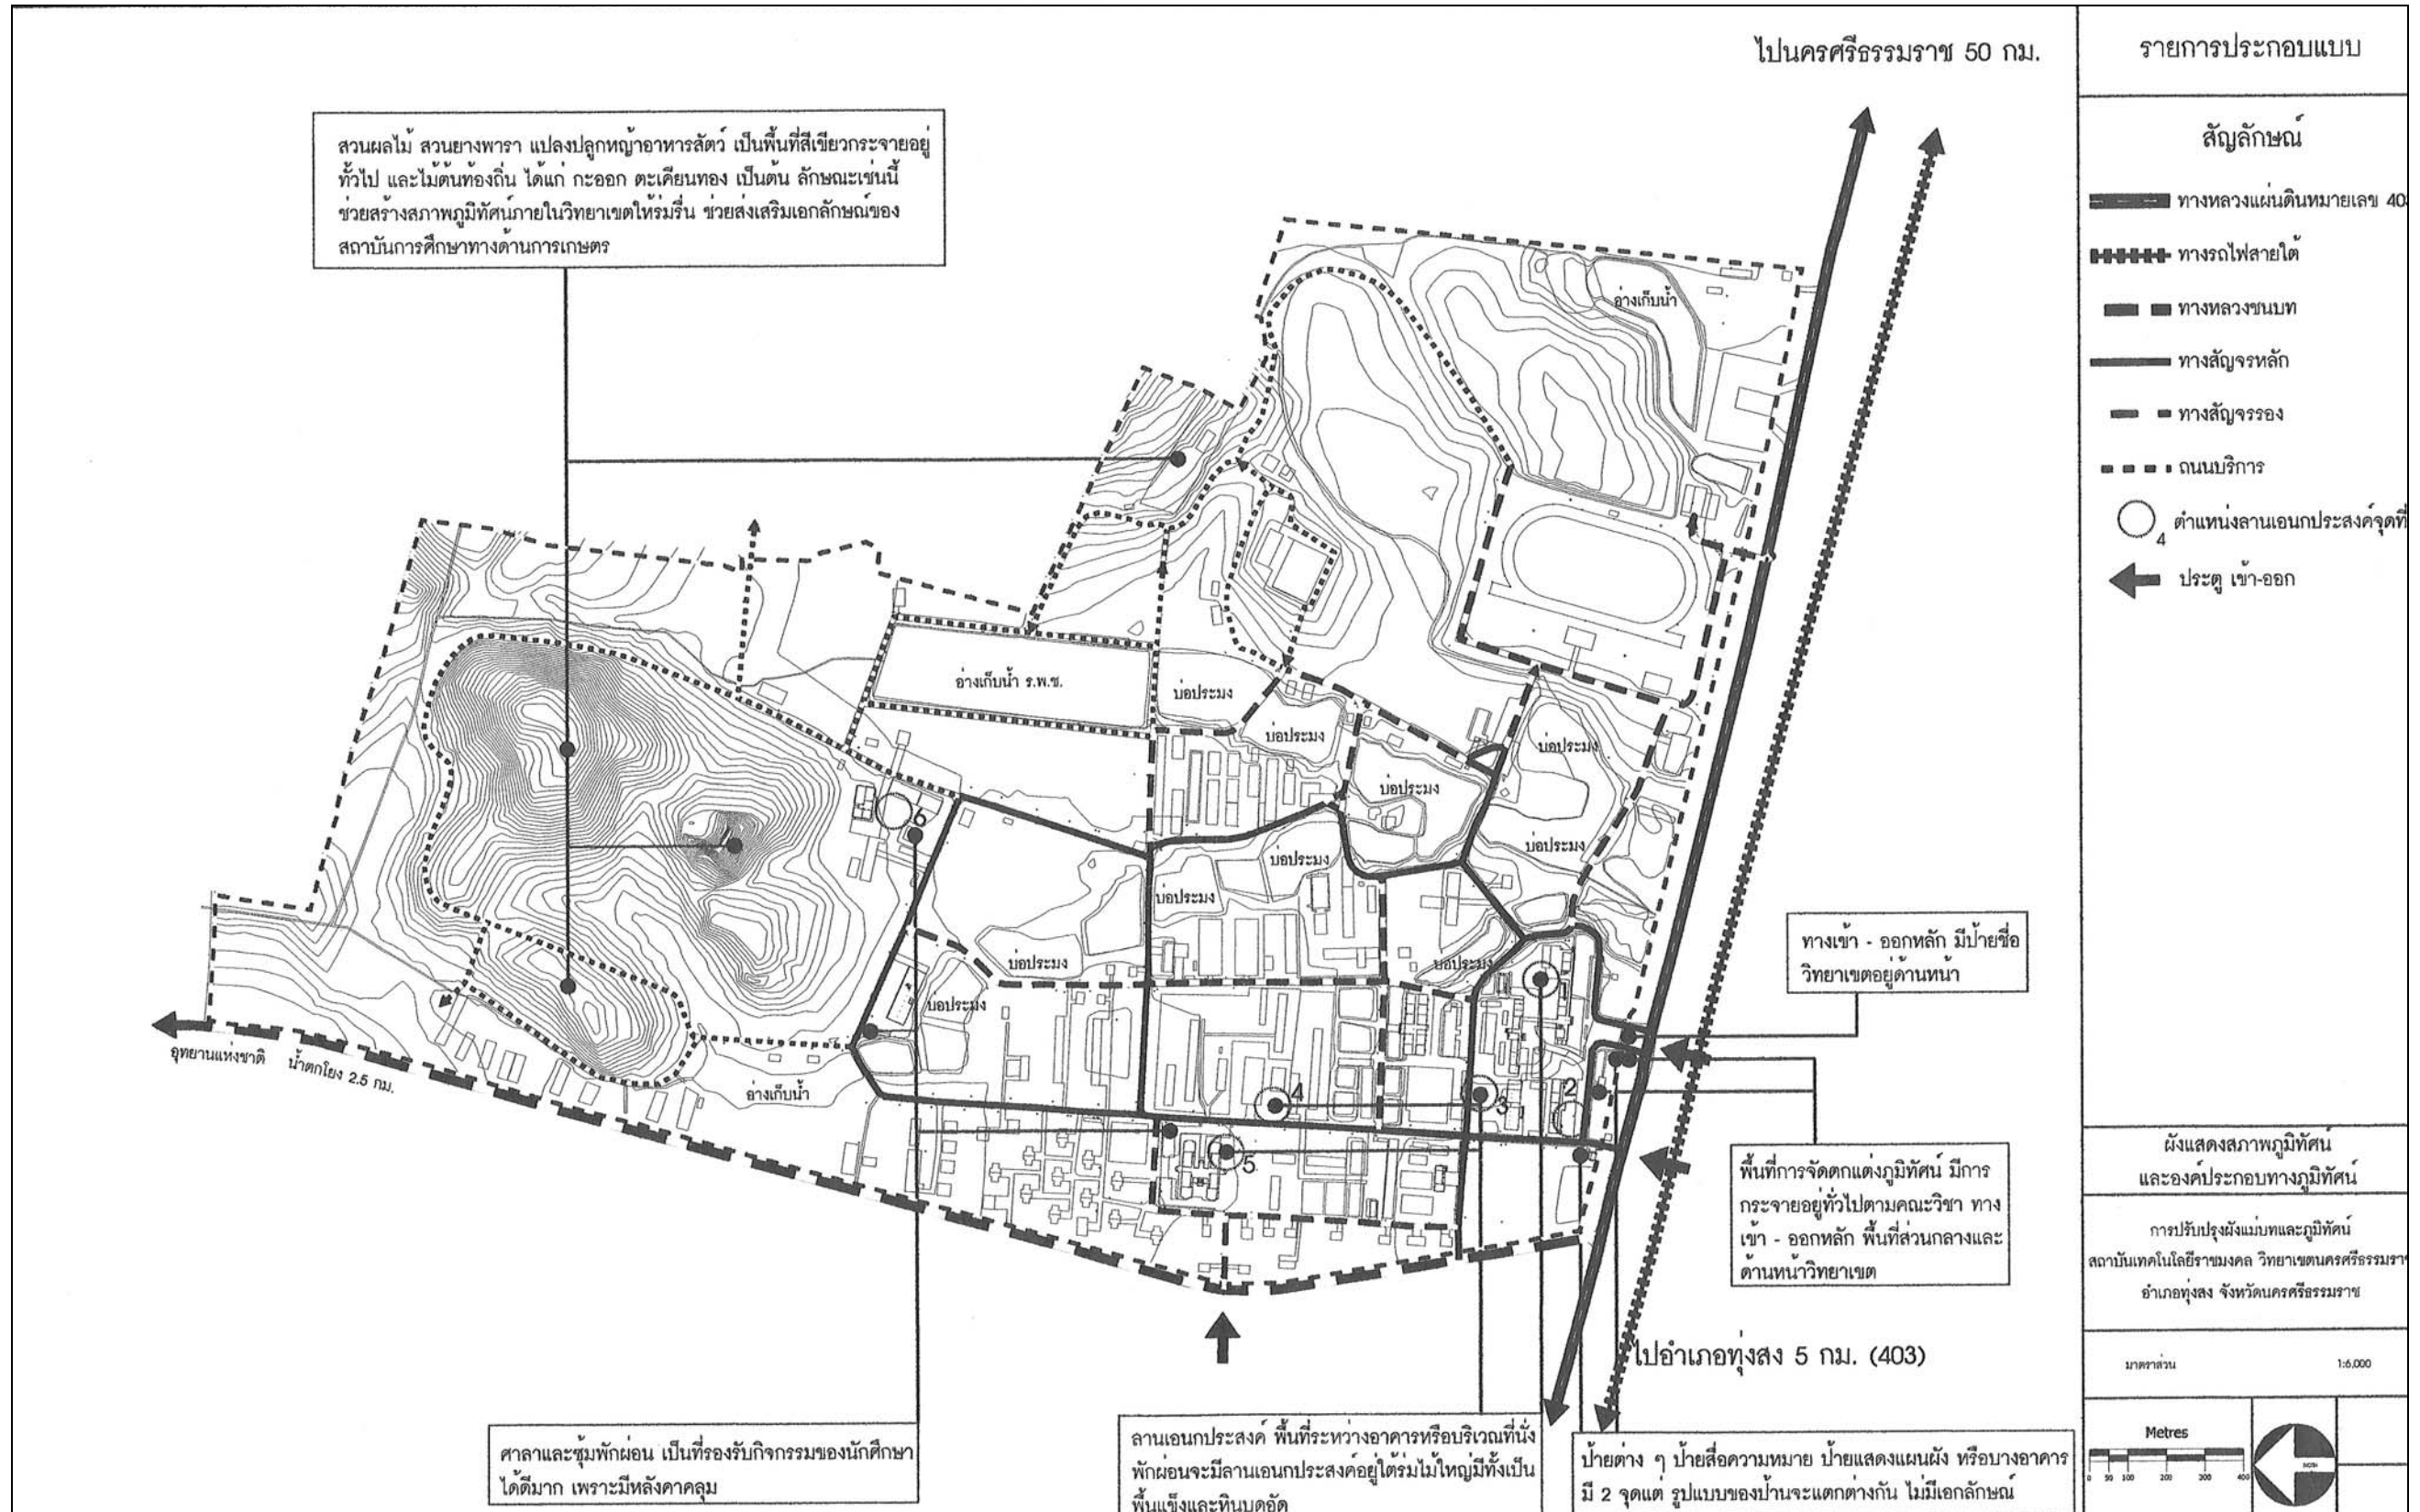 ไปนครศรีธรรมราช 50 กม.
สวนผลไม้ สวนยางพารา แปลงปลูกหญ้าอาหารสัตว์ เป็นพื้นที่สีเขียวกระจายอยู่
ทั่วไป และไม้ต้นท้องถิ่น ได้แก่ กะออก ตะเคียนทอง เป็นต้น ลักษณะเช่นนี้
ช่วยสร้างสภาพภูมิทัศน์ภายในวิทยาเขตให้ร่มรื่น ช่วยส่งเสริมเอกลักษณ์ของ
สถาบันการศึกษาทางด้านการเกษตร
อ่างเก็บน้ำ
อ่างเก็บน้ำ ร.พ.ช.
บ่อประมง
บ่อประมง
บ่อประมง
บ่อประมง
บ่อประมง
บ่อประมง
บ่อประมง
บ่อประมง
บ่อประมง
บ่อประมง
6
2
3
4
5
อุทยานแห่งชาติ น้ำตกโยง 2.5 กม.
อ่างเก็บน้ำ
ทางเข้า - ออกหลัก มีป้ายชื่อ
วิทยาเขตอยู่ด้านหน้า
พื้นที่การจัดตกแต่งภูมิทัศน์ มีการ
กระจายอยู่ทั่วไปตามคณะวิชา ทาง
เข้า - ออกหลัก พื้นที่ส่วนกลางและ
ด้านหน้าวิทยาเขต
ไปอำเภอทุ่งสง 5 กม. (403)
ศาลาและซุ้มพักผ่อน เป็นที่รองรับกิจกรรมของนักศึกษา
ได้ดีมาก เพราะมีหลังคาคลุม
ลานเอนกประสงค์ พื้นที่ระหว่างอาคารหรือบริเวณที่นั่ง
พักผ่อนจะมีลานเอนกประสงค์อยู่ใต้ร่มไม้ใหญ่มีทั้งเป็น
พื้นแข็งและหินบดอัด
ป้ายต่าง ๆ ป้ายสื่อความหมาย ป้ายแสดงแผนผัง หรือบางอาคาร
มี 2 จุดแต่ รูปแบบของป้านจะแตกต่างกัน ไม่มีเอกลักษณ์
รายการประกอบแบบ
สัญลักษณ์
ทางหลวงแผ่นดินหมายเลข 40
ทางรถไฟสายใต้
ทางหลวงชนบท
ทางสัญจรหลัก
ทางสัญจรรอง
ถนนบริการ
4 ตำแหน่งลานเอนกประสงค์จุดที่
ประตู เข้า-ออก
ผังแสดงสภาพภูมิทัศน์
และองค์ประกอบทางภูมิทัศน์
การปรับปรุงผังแม่บทและภูมิทัศน์
สถาบันเทคโนโลยีราชมงคล วิทยาเขตนครศรีธรรมราช
อำเภอทุ่งสง จังหวัดนครศรีธรรมราช
มาตราส่วน 1:6,000
Metres
0 50 100 200 300 400